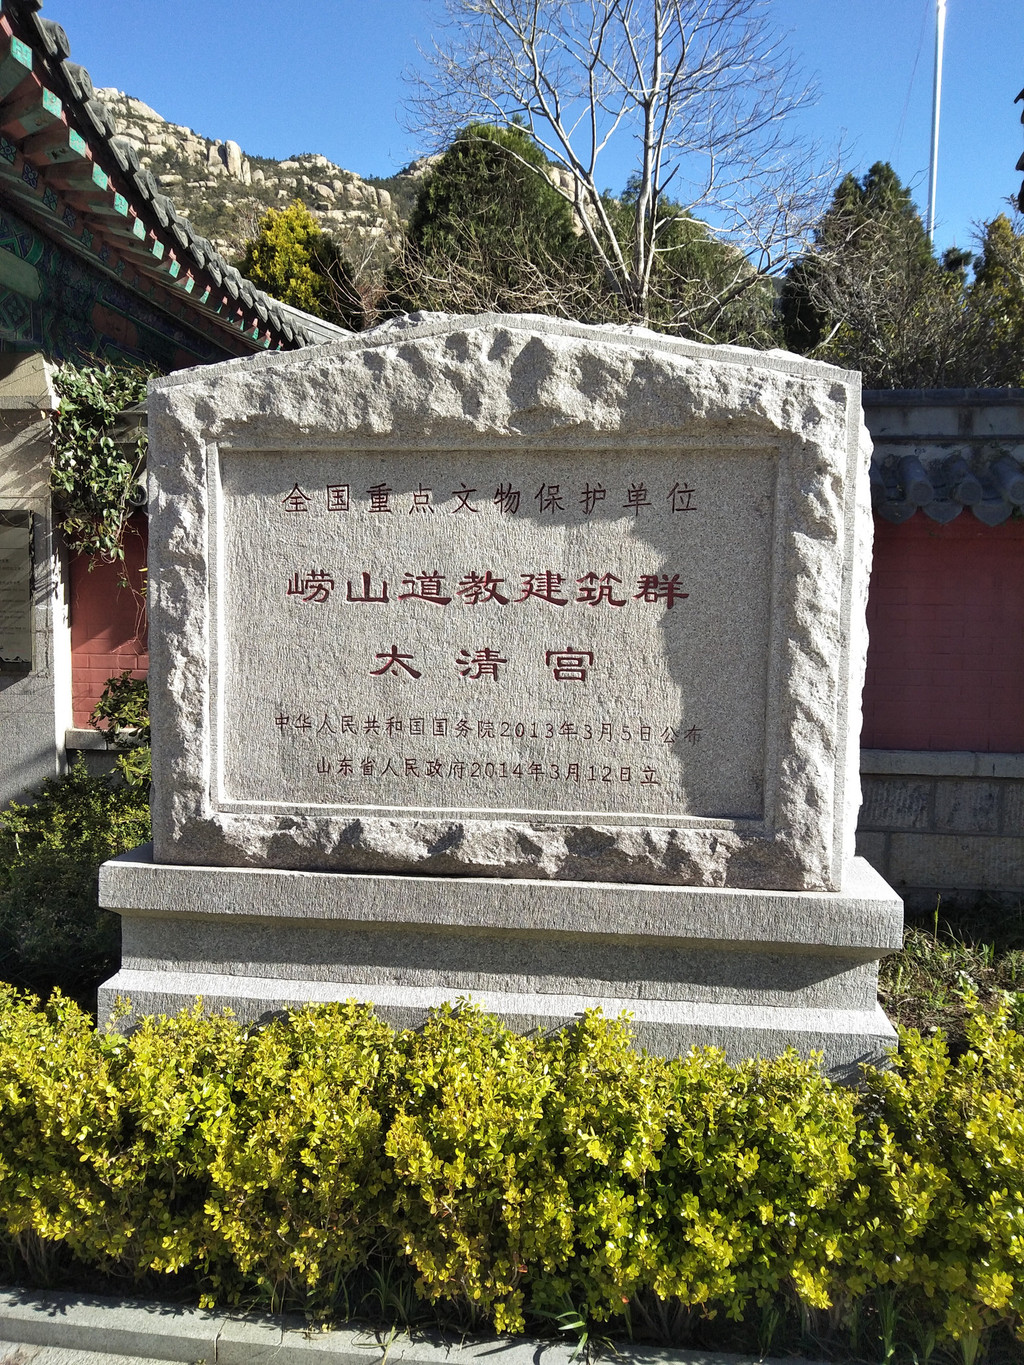 全国重点文物保护单位
崂山道教建筑群
太清宫
中华人民共和国国务院2013年3月5日公布
山东省人民政府2014年3月12日立